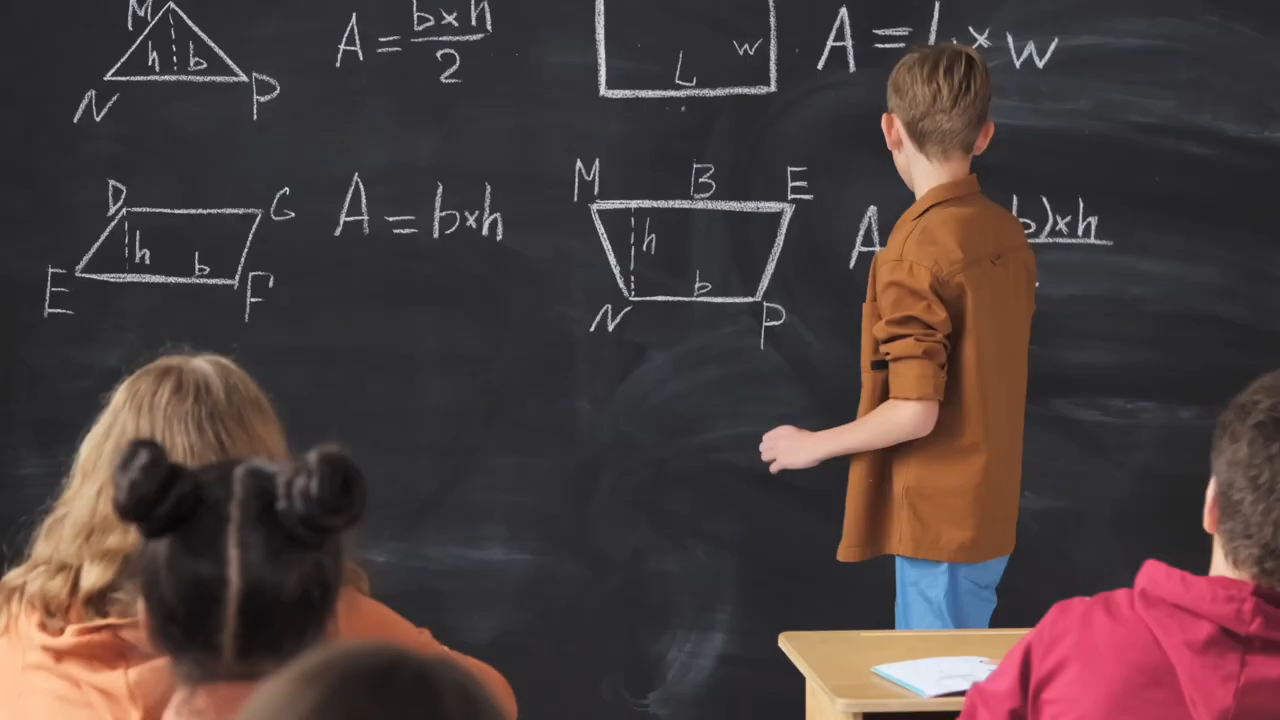 M
h b
N P
A = b×h
2
L w
A = L × w
D G
h
b
E F
A = b×h
M B E
h
b
N P
A b)×h